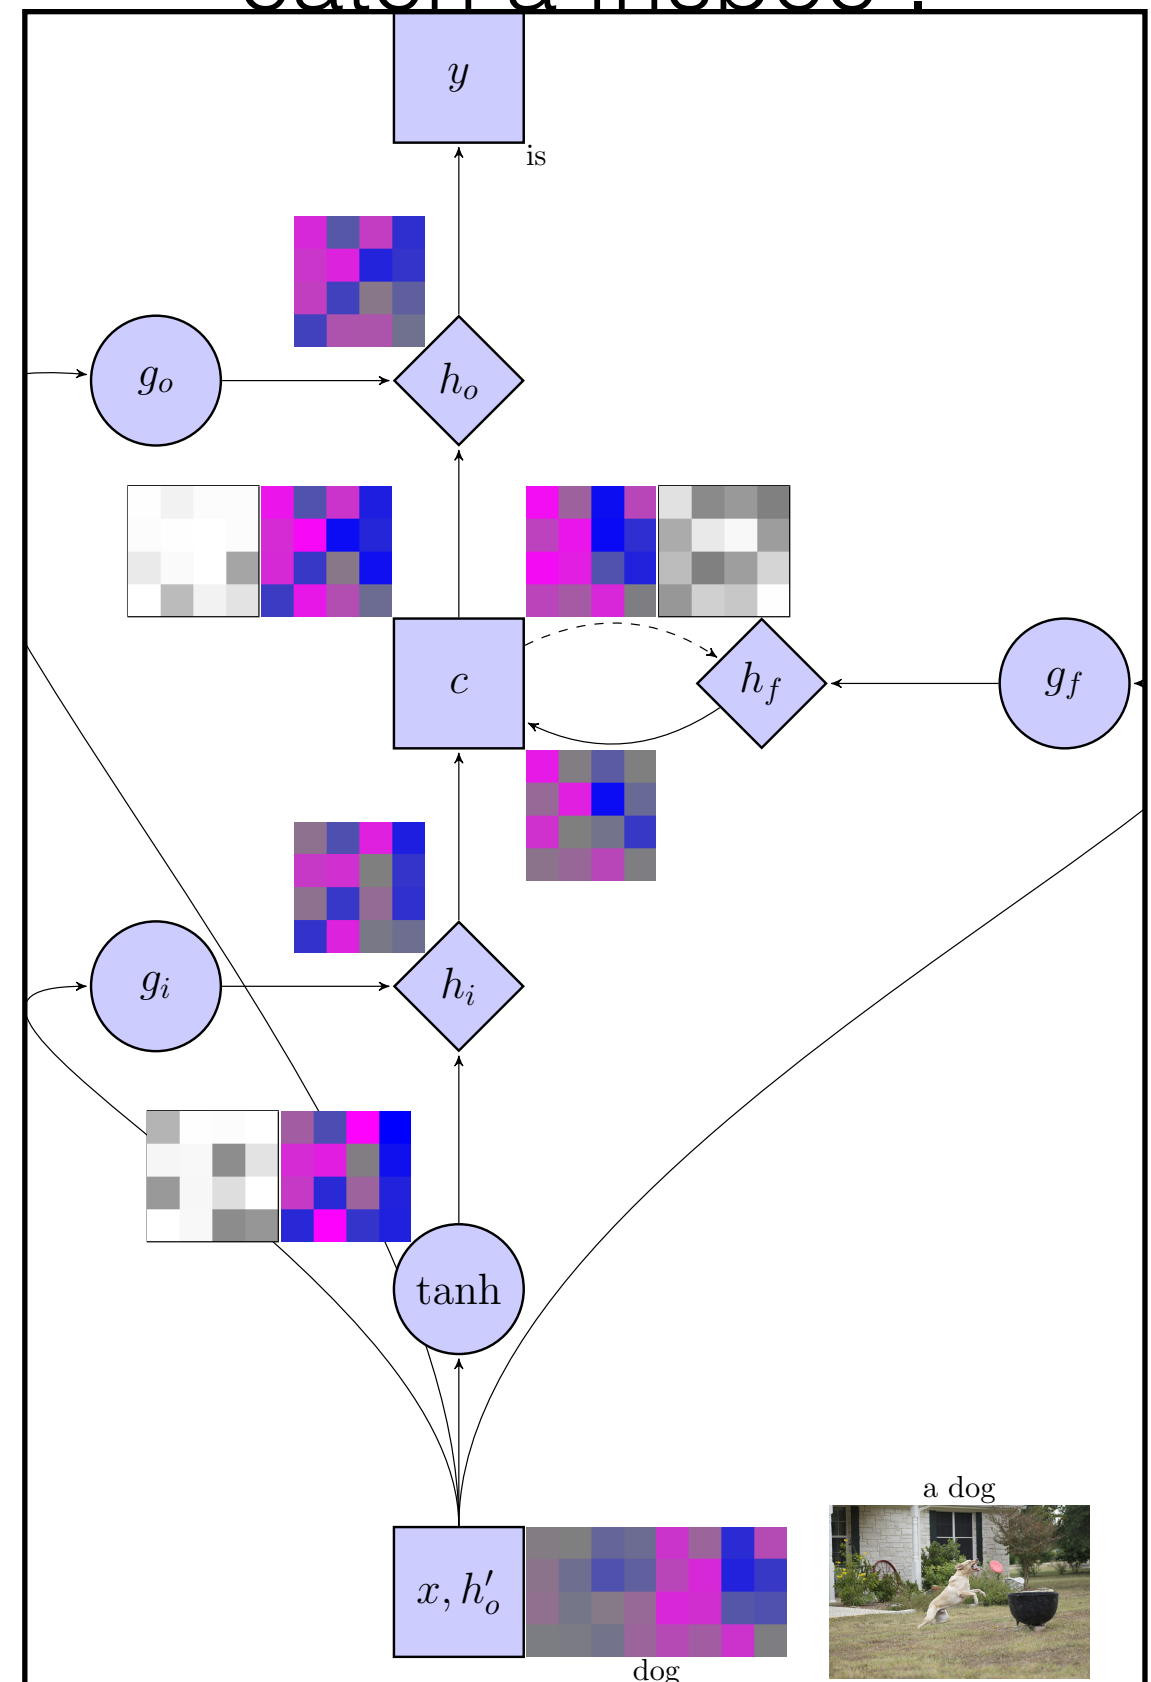 y
is
g_o
h_o
c
h_f
g_f
g_i
h_i
tanh
a dog
x, h'_o
dog